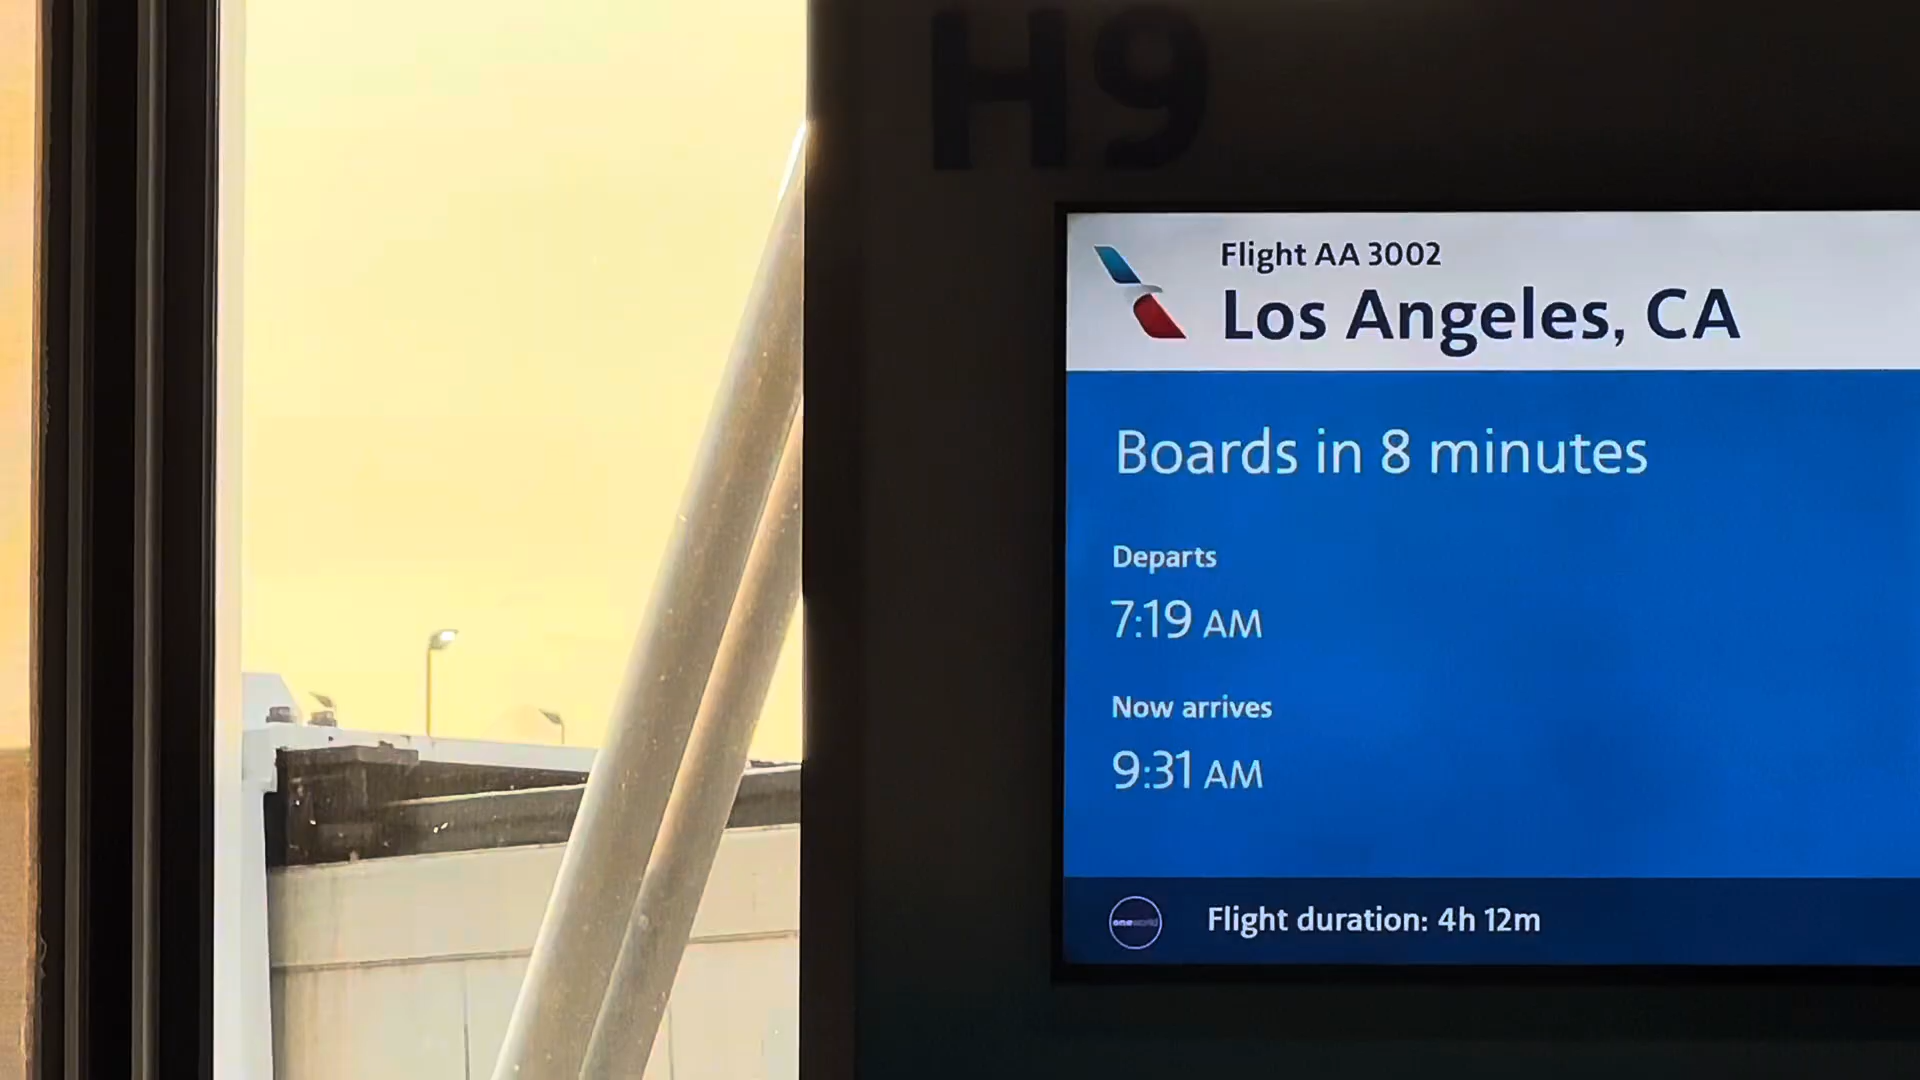 H9
Flight AA 3002
Los Angeles, CA
Boards in 8 minutes
Departs
7:19 AM
Now arrives
9:31 AM
oneworld
Flight duration: 4h 12m